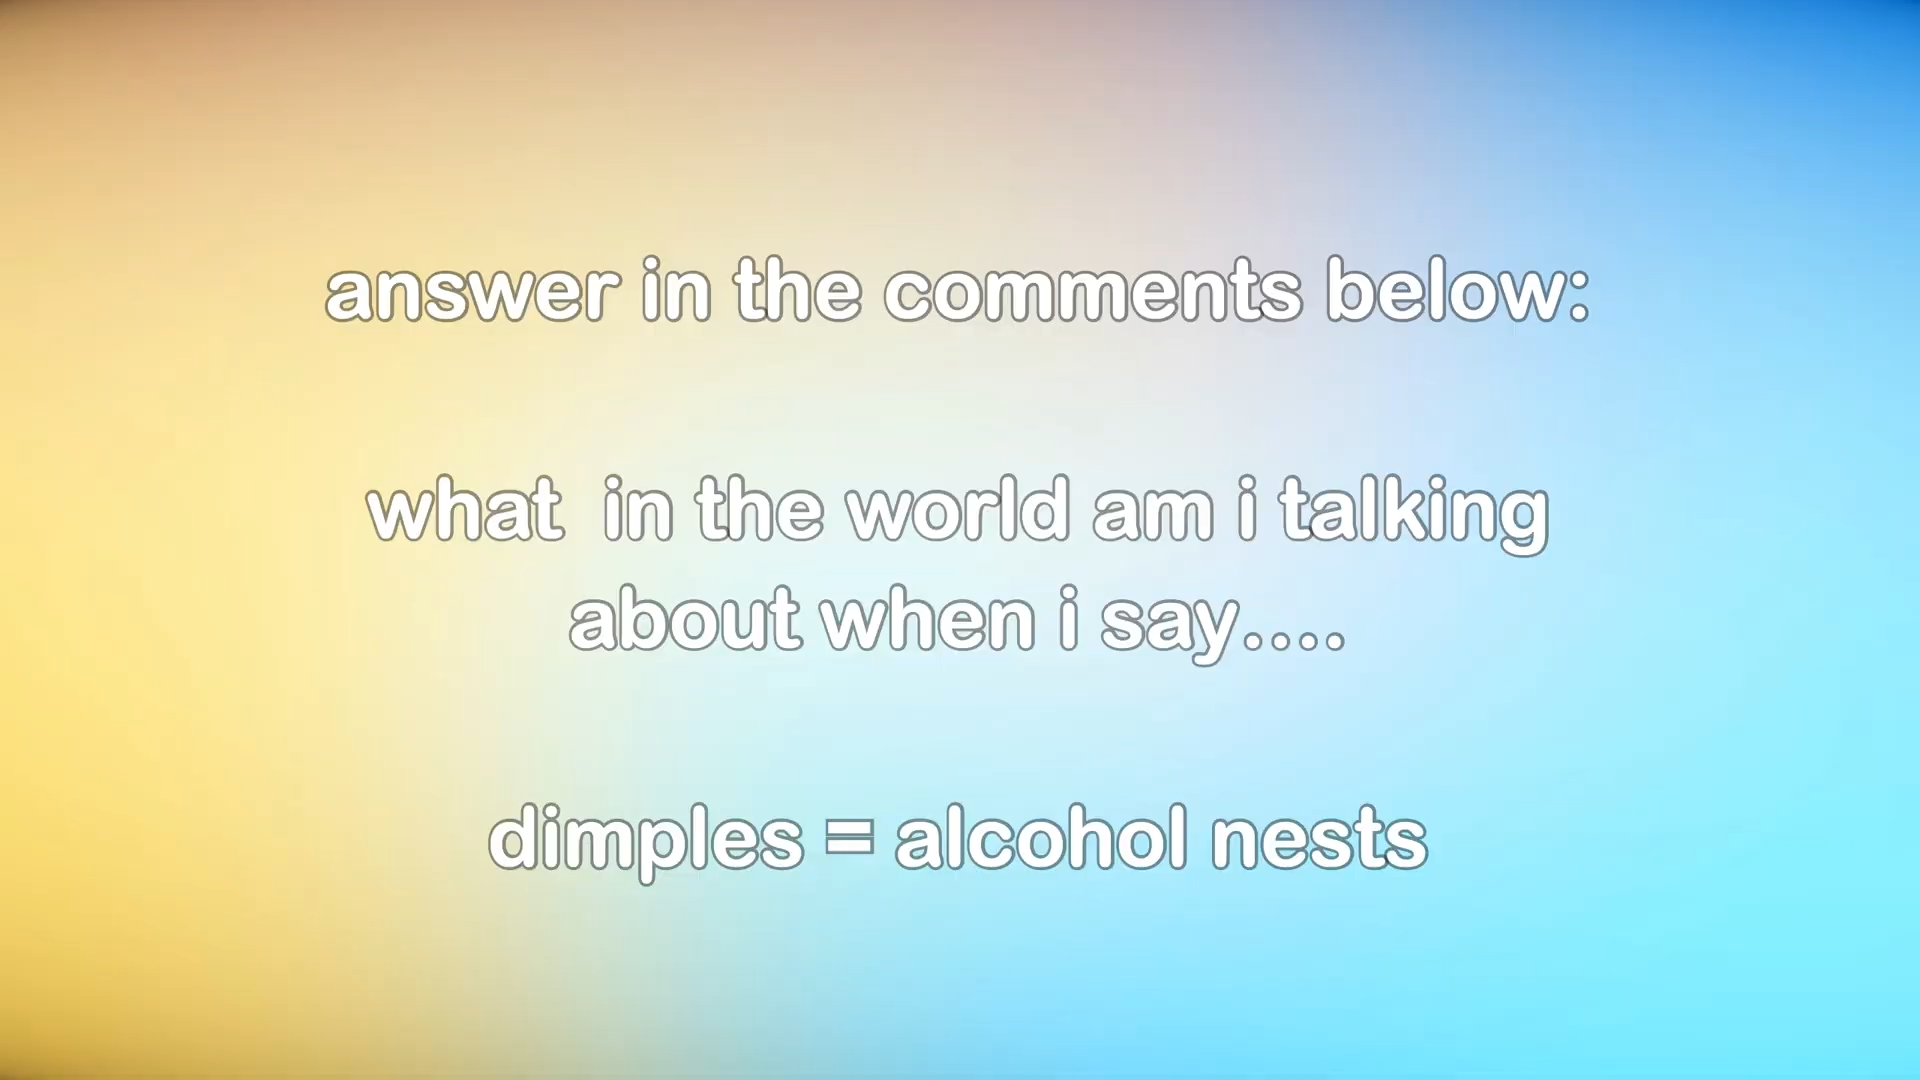 answer in the comments below:
what  in the world am i talking
about when i say....
dimples = alcohol nests